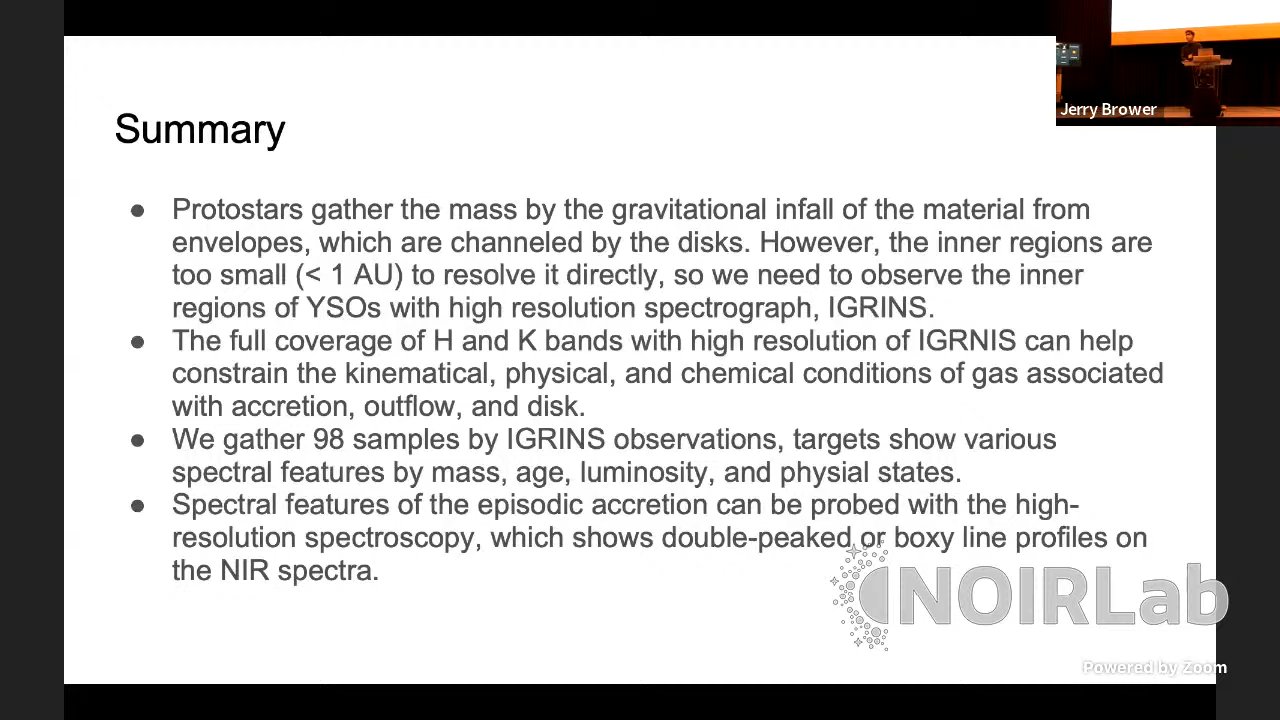 Jerry Brower
Summary
● Protostars gather the mass by the gravitational infall of the material from
envelopes, which are channeled by the disks. However, the inner regions are
too small (< 1 AU) to resolve it directly, so we need to observe the inner
regions of YSOs with high resolution spectrograph, IGRINS.
● The full coverage of H and K bands with high resolution of IGRNIS can help
constrain the kinematical, physical, and chemical conditions of gas associated
with accretion, outflow, and disk.
● We gather 98 samples by IGRINS observations, targets show various
spectral features by mass, age, luminosity, and physial states.
● Spectral features of the episodic accretion can be probed with the high-
resolution spectroscopy, which shows double-peaked or boxy line profiles on
the NIR spectra.
NOIRLab
Powered by Zoom